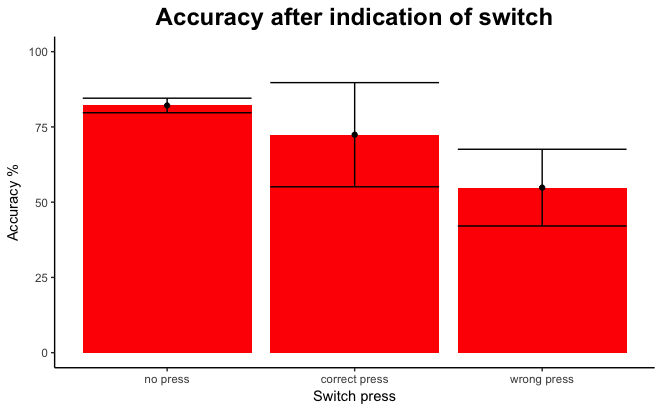 Accuracy after indication of switch
100
75
50
25
0
Accuracy %
no press correct press wrong press
Switch press